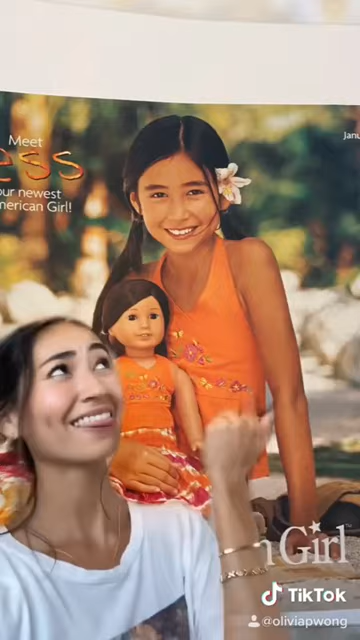 Meet
ess
our newest
merican Girl!
Janu
n Girl
TikTok
@oliviapwong